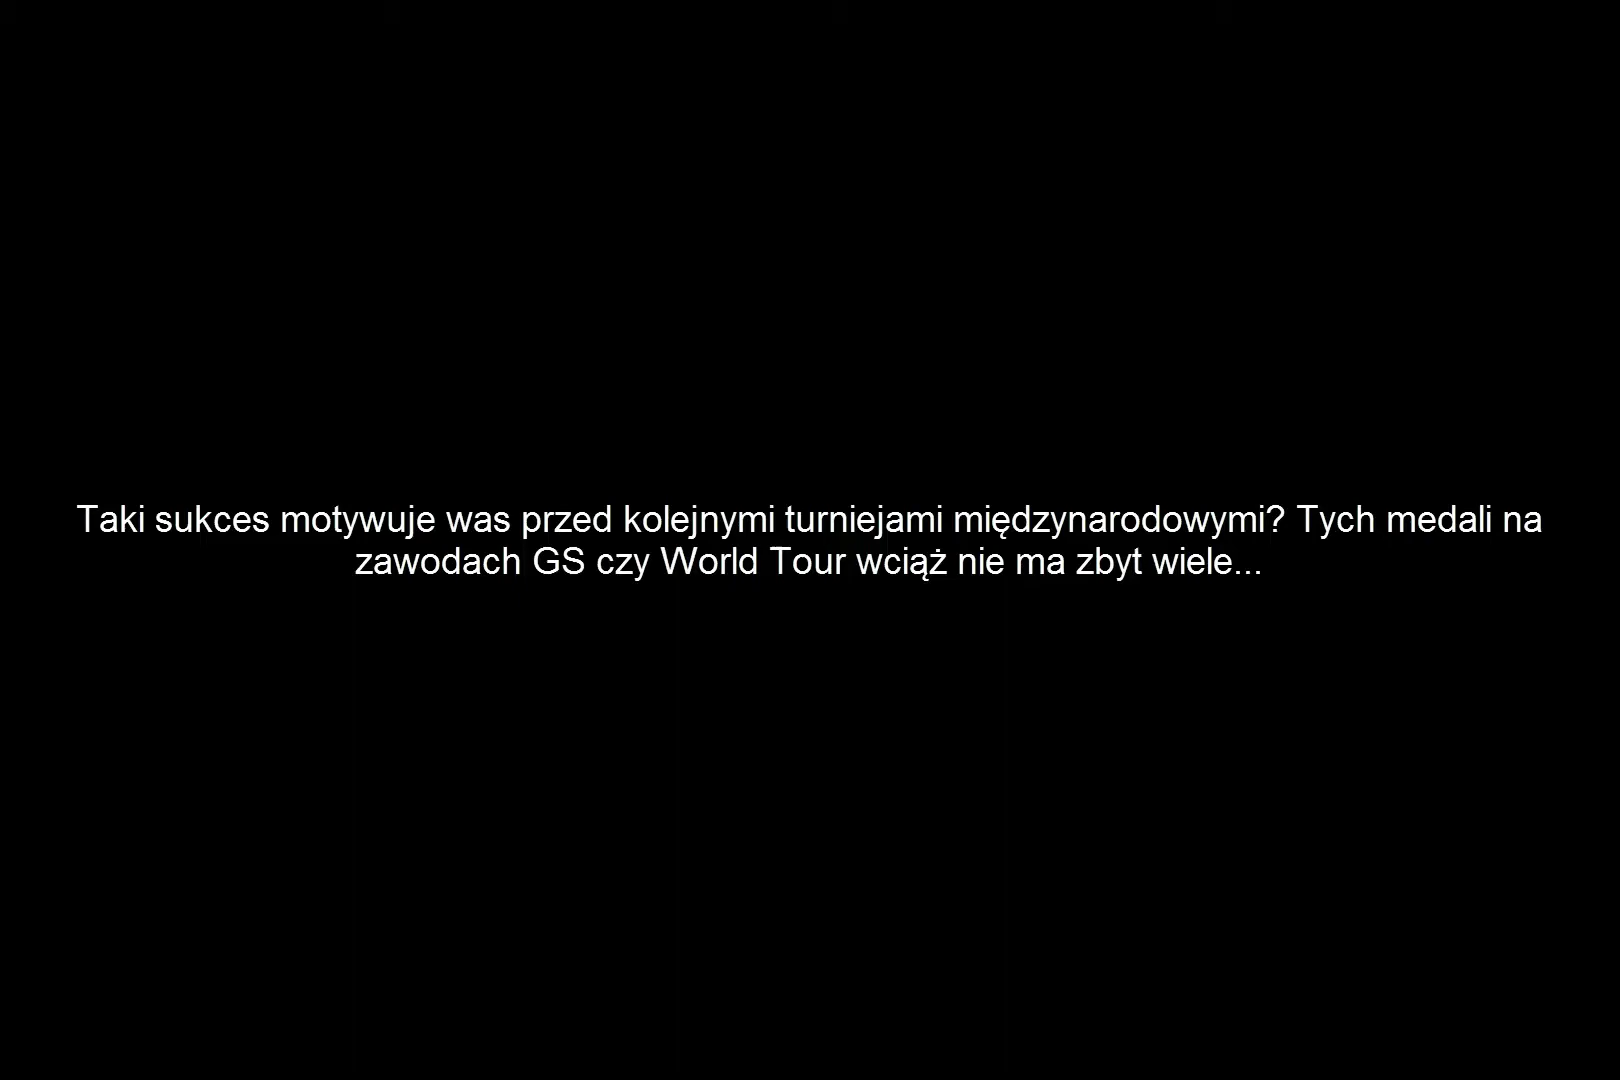 Taki sukces motywuje was przed kolejnymi turniejami międzynarodowymi? Tych medali na
zawodach GS czy World Tour wciąż nie ma zbyt wiele...